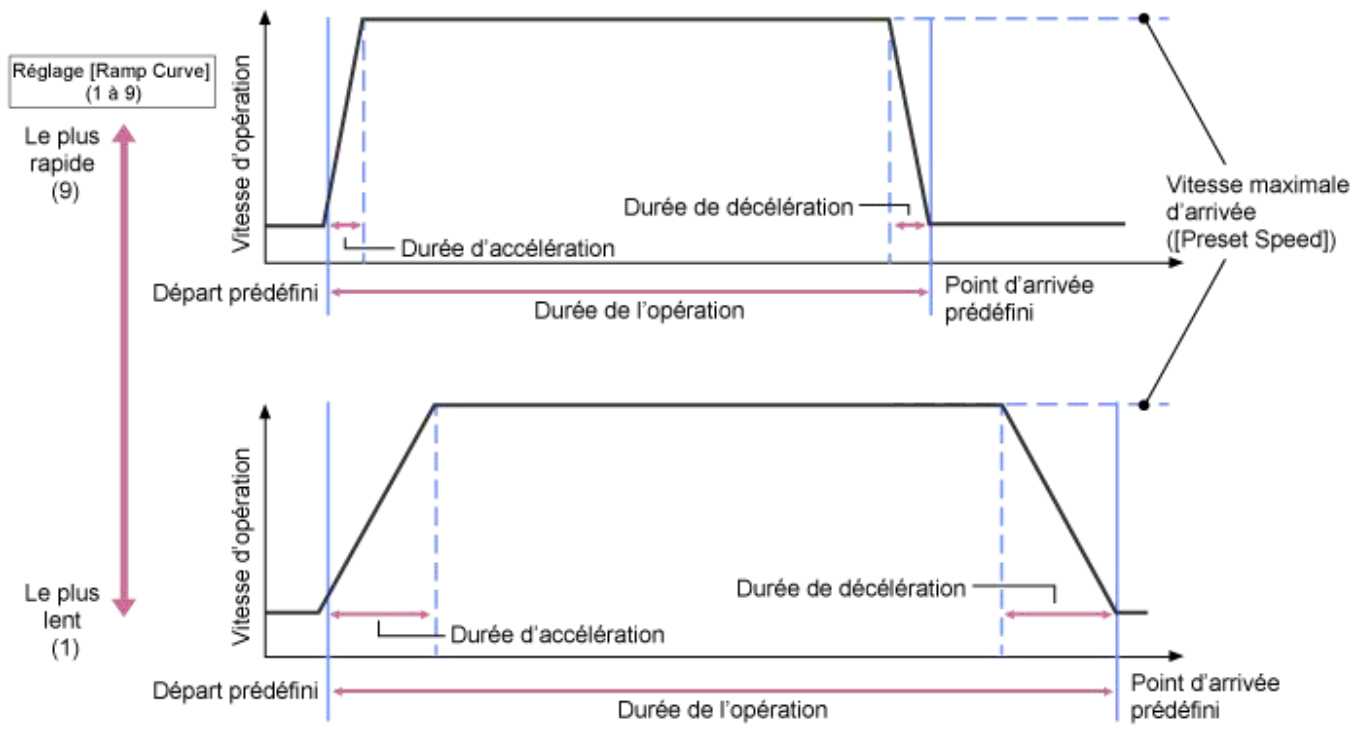 Réglage [Ramp Curve]
(1 à 9)
Le plus
rapide
(9)
Le plus
lent
(1)
Vitesse d'opération
Durée de décélération
Durée d'accélération
Départ prédéfini
Durée de l'opération
Point d'arrivée
prédéfini
Vitesse maximale
d'arrivée
([Preset Speed])
Vitesse d'opération
Durée de décélération
Durée d'accélération
Départ prédéfini
Durée de l'opération
Point d'arrivée
prédéfini